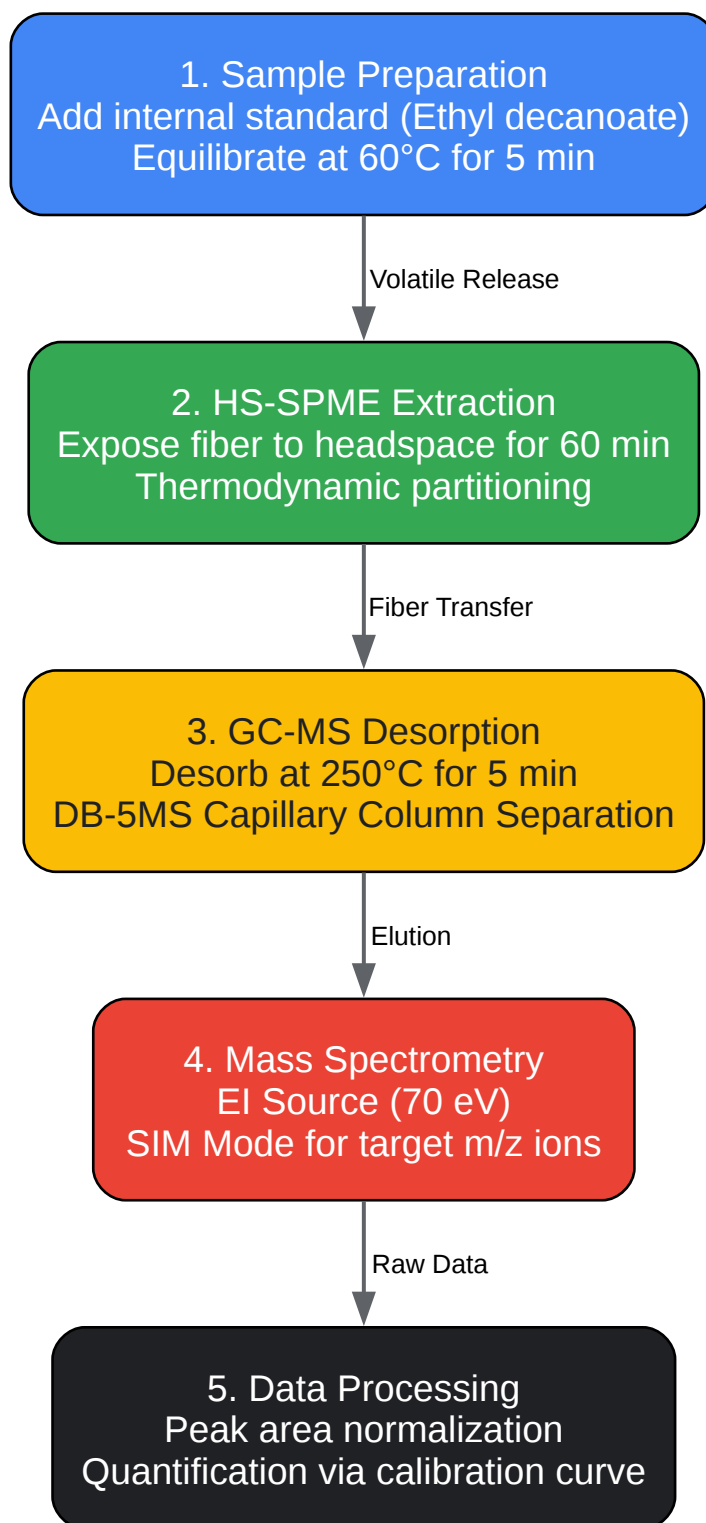 1. Sample Preparation
Add internal standard (Ethyl decanoate)
Equilibrate at 60°C for 5 min
Volatile Release
2. HS-SPME Extraction
Expose fiber to headspace for 60 min
Thermodynamic partitioning
Fiber Transfer
3. GC-MS Desorption
Desorb at 250°C for 5 min
DB-5MS Capillary Column Separation
Elution
4. Mass Spectrometry
EI Source (70 eV)
SIM Mode for target m/z ions
Raw Data
5. Data Processing
Peak area normalization
Quantification via calibration curve